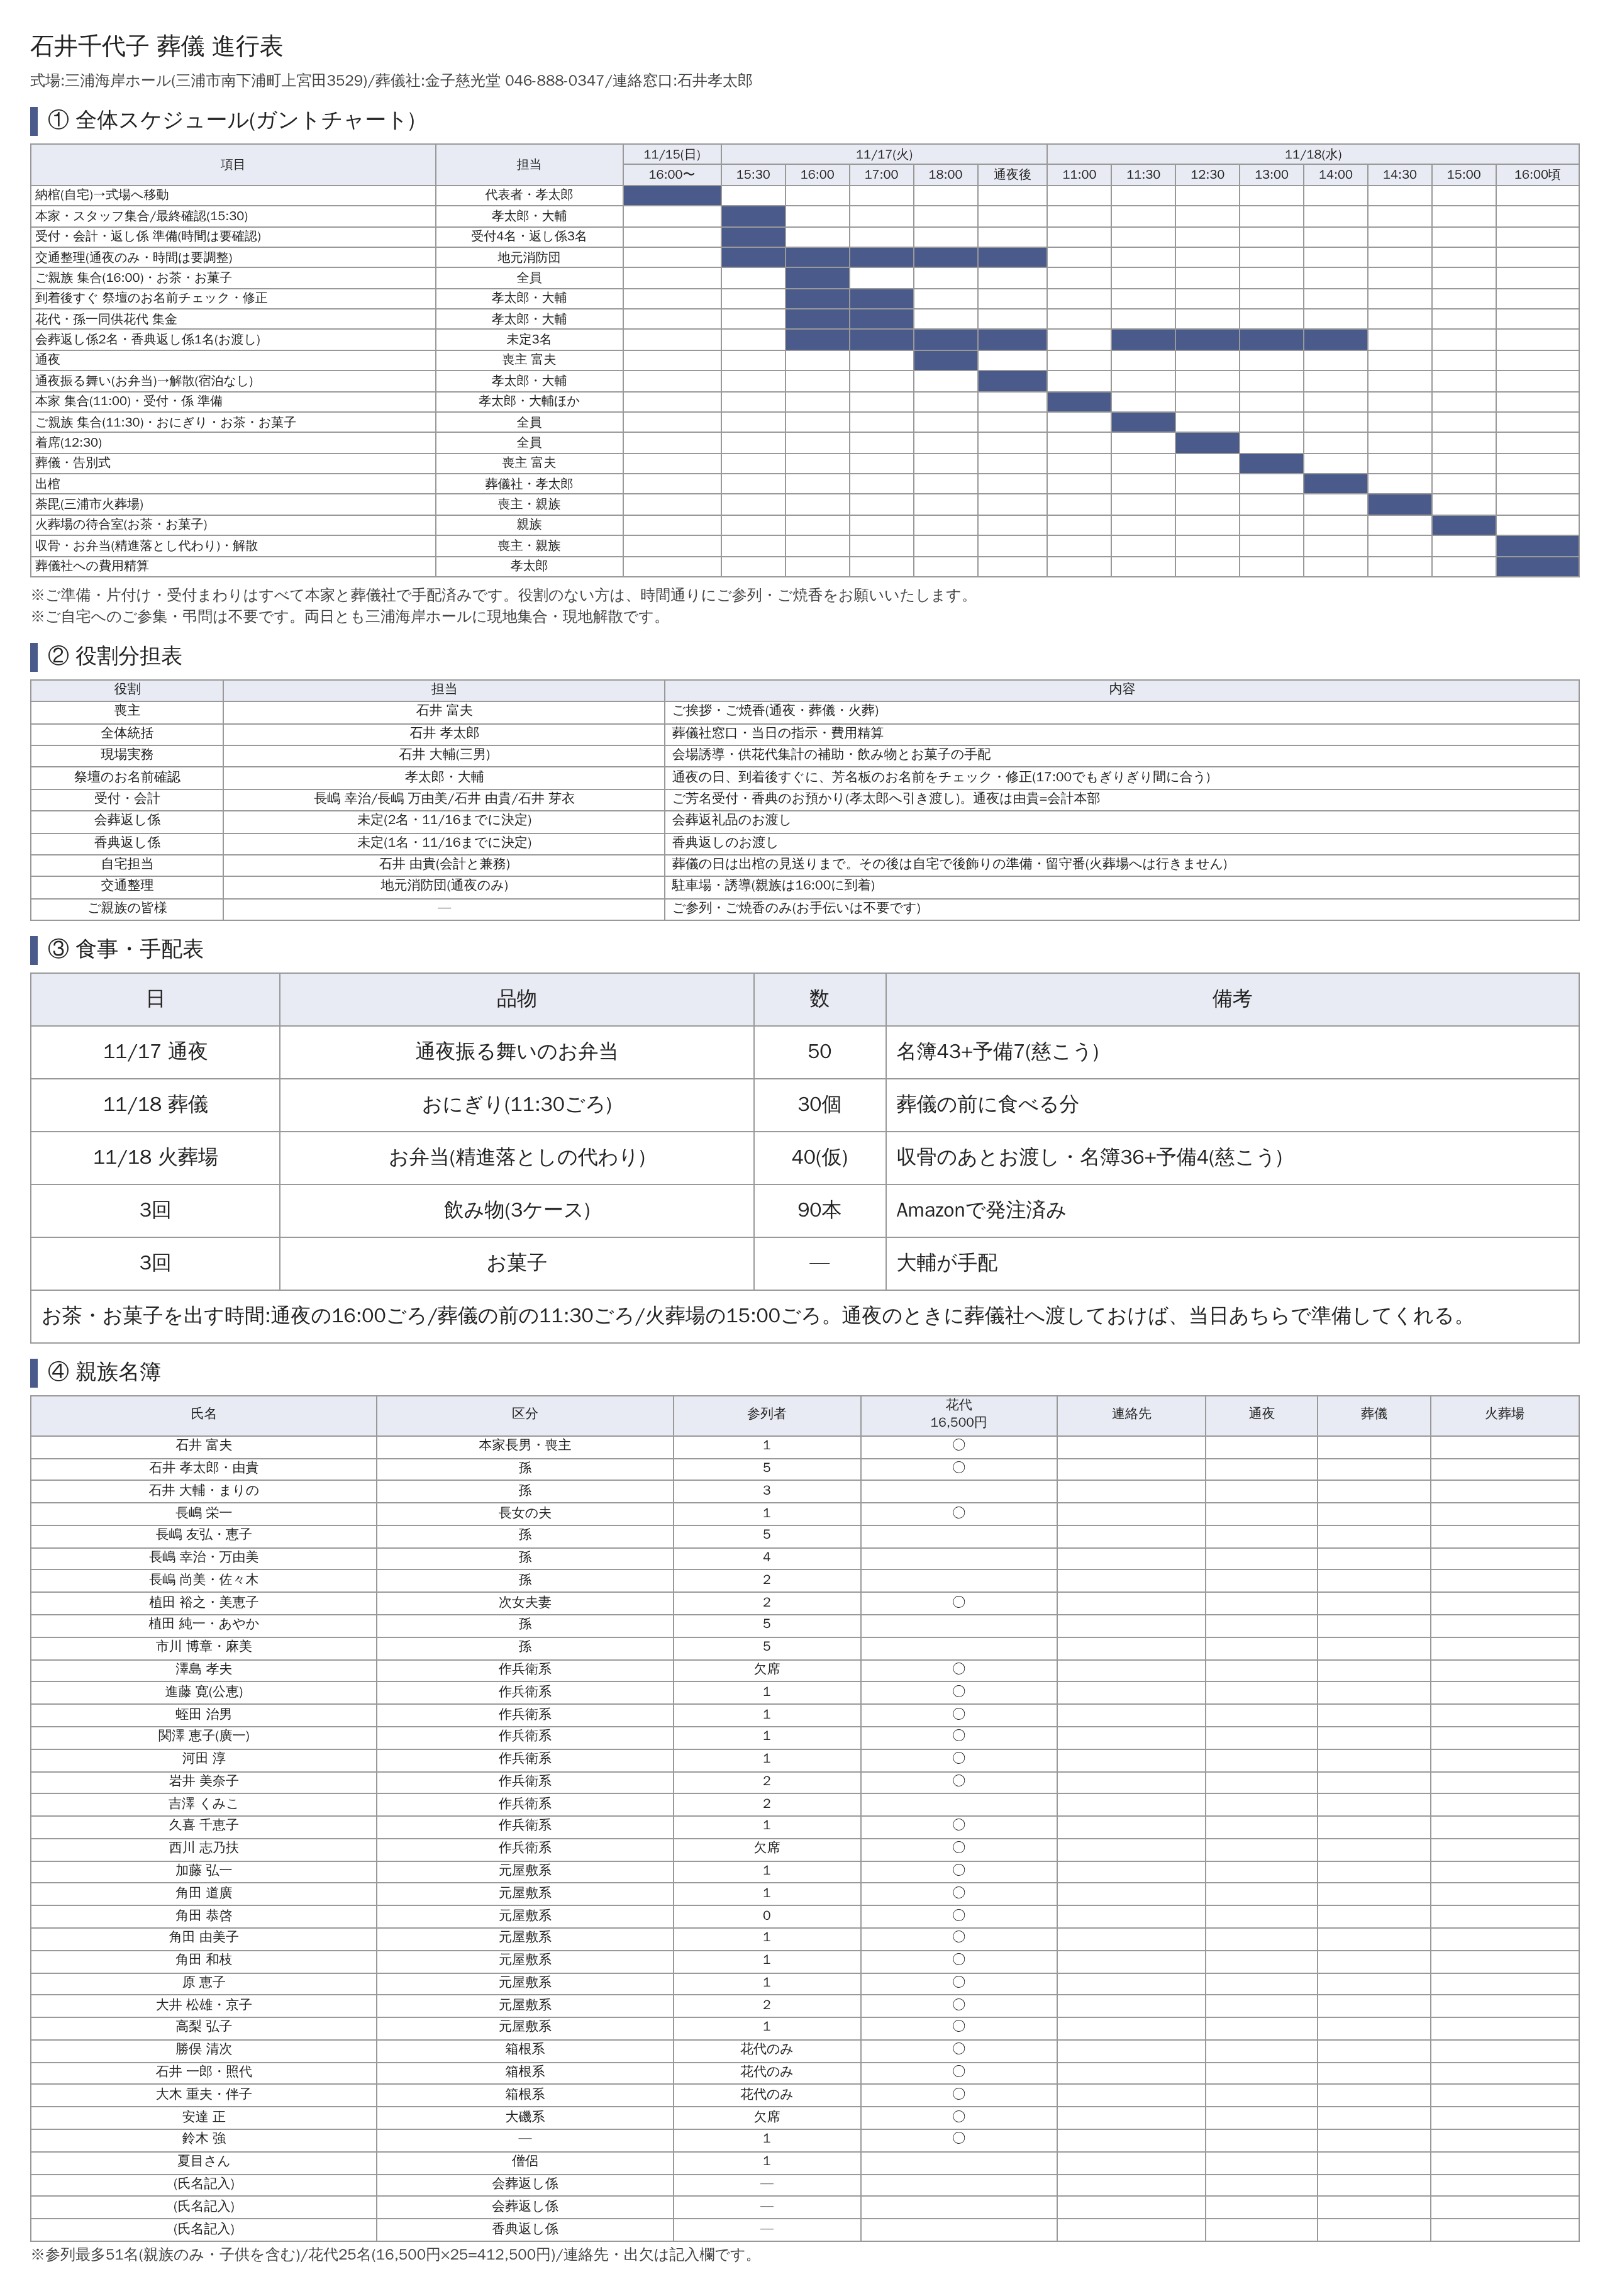 石井千代子 葬儀 進行表
式場:三浦海岸ホール(三浦市南下浦町上宮田3529)/葬儀社:金子慈光堂 046-888-0347/連絡窓口:石井孝太郎
① 全体スケジュール(ガントチャート)
項目 担当 11/15(日) 11/17(火) 11/18(水)
16:00〜 15:30 16:00 17:00 18:00 通夜後 11:00 11:30 12:30 13:00 14:00 14:30 15:00 16:00頃
納棺(自宅)→式場へ移動 代表者・孝太郎
本家・スタッフ集合/最終確認(15:30) 孝太郎・大輔
受付・会計・返し係 準備(時間は要確認) 受付4名・返し係3名
交通整理(通夜のみ・時間は要調整) 地元消防団
ご親族 集合(16:00)・お茶・お菓子 全員
到着後すぐ 祭壇のお名前チェック・修正 孝太郎・大輔
花代・孫一同供花代 集金 孝太郎・大輔
会葬返し係2名・香典返し係1名(お渡し) 未定3名
通夜 喪主 富夫
通夜振る舞い(お弁当)→解散(宿泊なし) 孝太郎・大輔
本家 集合(11:00)・受付・係 準備 孝太郎・大輔ほか
ご親族 集合(11:30)・おにぎり・お茶・お菓子 全員
着席(12:30) 全員
葬儀・告別式 喪主 富夫
出棺 葬儀社・孝太郎
荼毘(三浦市火葬場) 喪主・親族
火葬場の待合室(お茶・お菓子) 親族
収骨・お弁当(精進落とし代わり)・解散 喪主・親族
葬儀社への費用精算 孝太郎
※ご準備・片付け・受付まわりはすべて本家と葬儀社で手配済みです。役割のない方は、時間通りにご参列・ご焼香をお願いいたします。
※ご自宅へのご参集・弔問は不要です。両日とも三浦海岸ホールに現地集合・現地解散です。
② 役割分担表
役割 担当 内容
喪主 石井 富夫 ご挨拶・ご焼香(通夜・葬儀・火葬)
全体統括 石井 孝太郎 葬儀社窓口・当日の指示・費用精算
現場実務 石井 大輔(三男) 会場誘導・供花代集計の補助・飲み物とお菓子の手配
祭壇のお名前確認 孝太郎・大輔 通夜の日、到着後すぐに、芳名板のお名前をチェック・修正(17:00でもぎりぎり間に合う)
受付・会計 長嶋 幸治/長嶋 万由美/石井 由貴/石井 芽衣 ご芳名受付・香典のお預かり(孝太郎へ引き渡し)。通夜は由貴=会計本部
会葬返し係 未定(2名・11/16までに決定) 会葬返礼品のお渡し
香典返し係 未定(1名・11/16までに決定) 香典返しのお渡し
自宅担当 石井 由貴(会計と兼務) 葬儀の日は出棺の見送りまで。その後は自宅で後飾りの準備・留守番(火葬場へは行きません)
交通整理 地元消防団(通夜のみ) 駐車場・誘導(親族は16:00に到着)
ご親族の皆様 — ご参列・ご焼香のみ(お手伝いは不要です)
③ 食事・手配表
日 品物 数 備考
11/17 通夜 通夜振る舞いのお弁当 50 名簿43+予備7(慈こう)
11/18 葬儀 おにぎり(11:30ごろ) 30個 葬儀の前に食べる分
11/18 火葬場 お弁当(精進落としの代わり) 40(仮) 収骨のあとお渡し・名簿36+予備4(慈こう)
3回 飲み物(3ケース) 90本 Amazonで発注済み
3回 お菓子 — 大輔が手配
お茶・お菓子を出す時間:通夜の16:00ごろ/葬儀の前の11:30ごろ/火葬場の15:00ごろ。通夜のときに葬儀社へ渡しておけば、当日あちらで準備してくれる。
④ 親族名簿
氏名 区分 参列者 花代 16,500円 連絡先 通夜 葬儀 火葬場
石井 富夫 本家長男・喪主 1 〇
石井 孝太郎・由貴 孫 5 〇
石井 大輔・まりの 孫 3
長嶋 栄一 長女の夫 1 〇
長嶋 友弘・恵子 孫 5
長嶋 幸治・万由美 孫 4
長嶋 尚美・佐々木 孫 2
植田 裕之・美恵子 次女夫妻 2 〇
植田 純一・あやか 孫 5
市川 博章・麻美 孫 5
澤島 孝夫 作兵衛系 欠席 〇
進藤 寛(公恵) 作兵衛系 1 〇
蛭田 治男 作兵衛系 1 〇
関澤 恵子(廣一) 作兵衛系 1 〇
河田 淳 作兵衛系 1 〇
岩井 美奈子 作兵衛系 2 〇
吉澤 くみこ 作兵衛系 2
久喜 千恵子 作兵衛系 1 〇
西川 志乃扶 作兵衛系 欠席 〇
加藤 弘一 元屋敷系 1 〇
角田 道廣 元屋敷系 1 〇
角田 恭啓 元屋敷系 0 〇
角田 由美子 元屋敷系 1 〇
角田 和枝 元屋敷系 1 〇
原 恵子 元屋敷系 1 〇
大井 松雄・京子 元屋敷系 2 〇
高梨 弘子 元屋敷系 1 〇
勝俣 清次 箱根系 花代のみ 〇
石井 一郎・照代 箱根系 花代のみ 〇
大木 重夫・伴子 箱根系 花代のみ 〇
安達 正 大磯系 欠席 〇
鈴木 強 — 1 〇
夏目さん 僧侶 1
(氏名記入) 会葬返し係 —
(氏名記入) 会葬返し係 —
(氏名記入) 香典返し係 —
※参列最多51名(親族のみ・子供を含む)/花代25名(16,500円×25=412,500円)/連絡先・出欠は記入欄です。